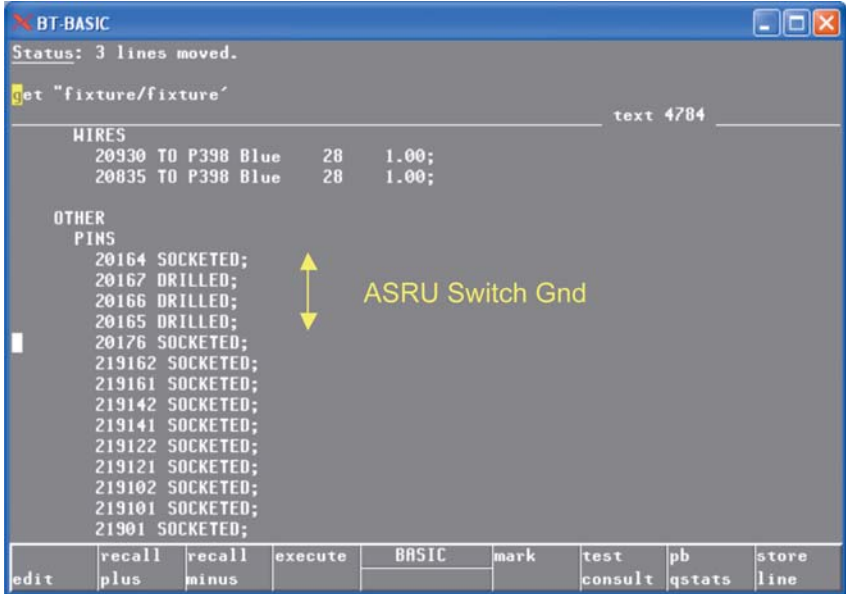 BT-BASIC
Status: 3 lines moved.
get "fixture/fixture´
text 4784
WIRES
20930 TO P398 Blue 28 1.00;
20835 TO P398 Blue 28 1.00;
OTHER
PINS
20164 SOCKETED;
20167 DRILLED;
20166 DRILLED;
20165 DRILLED;
ASRU Switch Gnd
20176 SOCKETED;
219162 SOCKETED;
219161 SOCKETED;
219142 SOCKETED;
219141 SOCKETED;
219122 SOCKETED;
219121 SOCKETED;
219102 SOCKETED;
219101 SOCKETED;
21901 SOCKETED;
edit
recall plus
recall minus
execute
BASIC
mark
test consult
pb qstats
store line